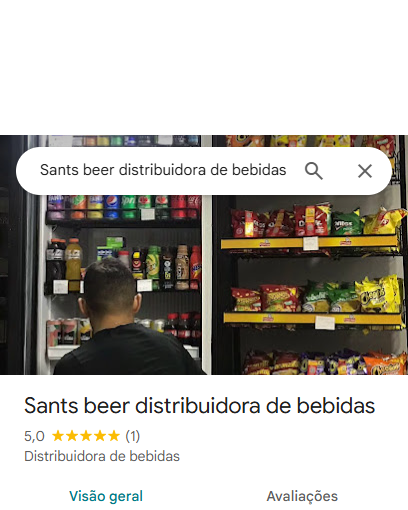 Sants beer distribuidora de bebidas
Sants beer distribuidora de bebidas
5,0 ★★★★★ (1)
Distribuidora de bebidas
Visão geral
Avaliações